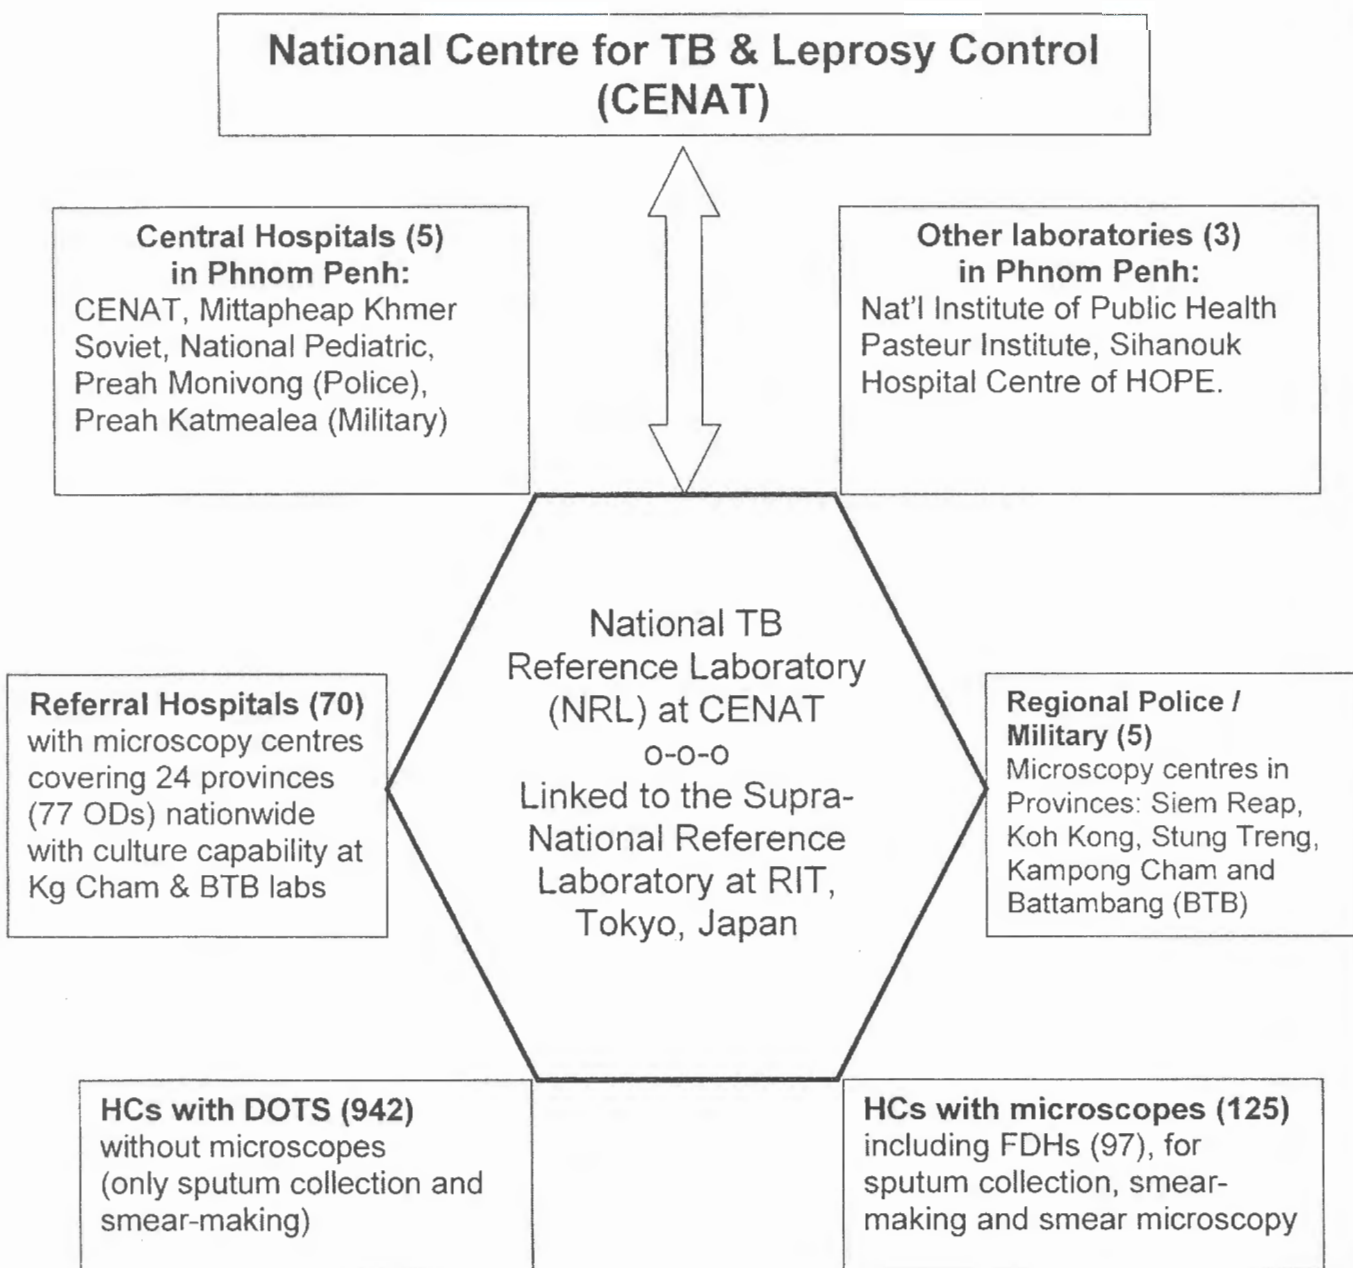 National Centre for TB & Leprosy Control
(CENAT)
Central Hospitals (5)
in Phnom Penh:
CENAT, Mittapheap Khmer
Soviet, National Pediatric,
Preah Monivong (Police),
Preah Katmealea (Military)
Other laboratories (3)
in Phnom Penh:
Nat'l Institute of Public Health
Pasteur Institute, Sihanouk
Hospital Centre of HOPE.
National TB
Reference Laboratory
(NRL) at CENAT
o-o-o
Linked to the Supra-
National Reference
Laboratory at RIT,
Tokyo, Japan
Referral Hospitals (70)
with microscopy centres
covering 24 provinces
(77 ODs) nationwide
with culture capability at
Kg Cham & BTB labs
Regional Police /
Military (5)
Microscopy centres in
Provinces: Siem Reap,
Koh Kong, Stung Treng,
Kampong Cham and
Battambang (BTB)
HCs with DOTS (942)
without microscopes
(only sputum collection and
smear-making)
HCs with microscopes (125)
including FDHs (97), for
sputum collection, smear-
making and smear microscopy